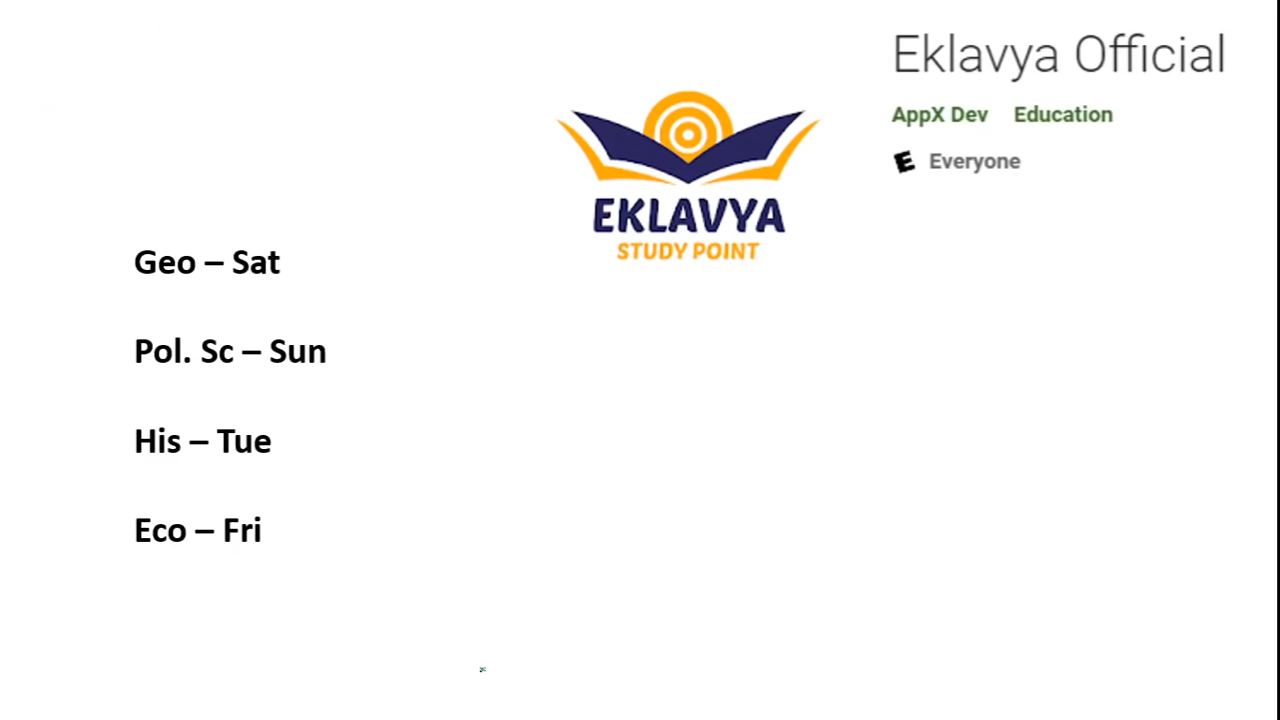 Eklavya Official
AppX Dev Education
E Everyone
EKLAVYA
STUDY POINT
Geo – Sat
Pol. Sc – Sun
His – Tue
Eco – Fri